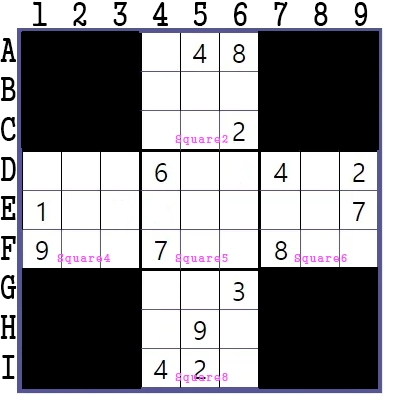 1 2 3 4 5 6 7 8 9
A 4 8
B
C 2
Square2
D 6 4 2
E 1 7
F 9 7 8
Square4 Square5 Square6
G 3
H 9
I 4 2
Square8